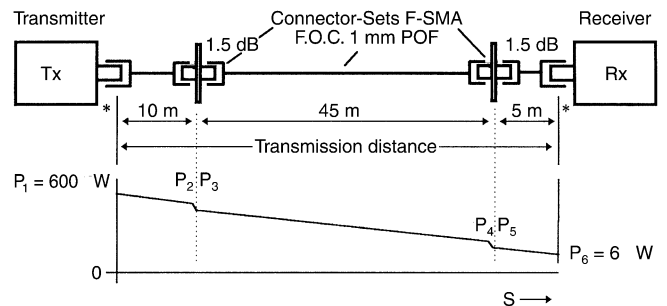 Transmitter
Connector-Sets F-SMA
Receiver
1.5 dB
F.O.C. 1 mm POF
1.5 dB
Tx
Rx
*
10 m
45 m
5 m
*
Transmission distance
P1 = 600 W
P2 P3
P4 P5
P6 = 6 W
0
S